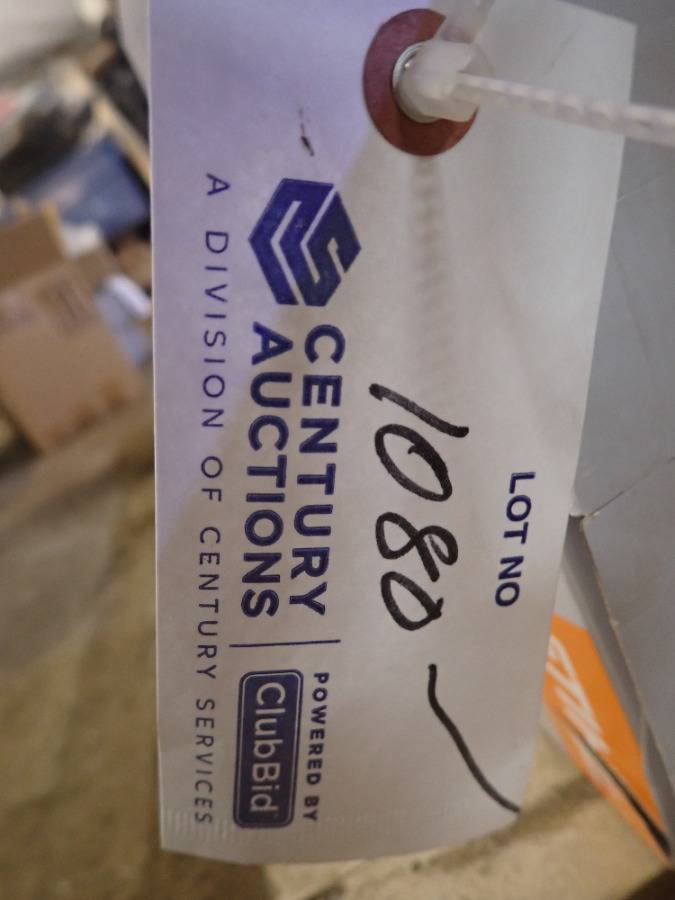 LOT NO
1080
CENTURY
AUCTIONS
POWERED BY
ClubBid
A DIVISION OF CENTURY SERVICES